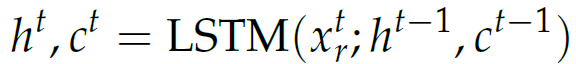 h^t, c^t = LSTM(x_r^t; h^{t−1}, c^{t−1})